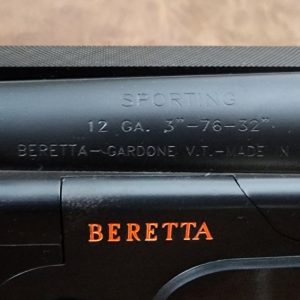 SPORTING
12 GA. 3"-76-32"
BERETTA-GARDONE V.T.-MADE
BERETTA